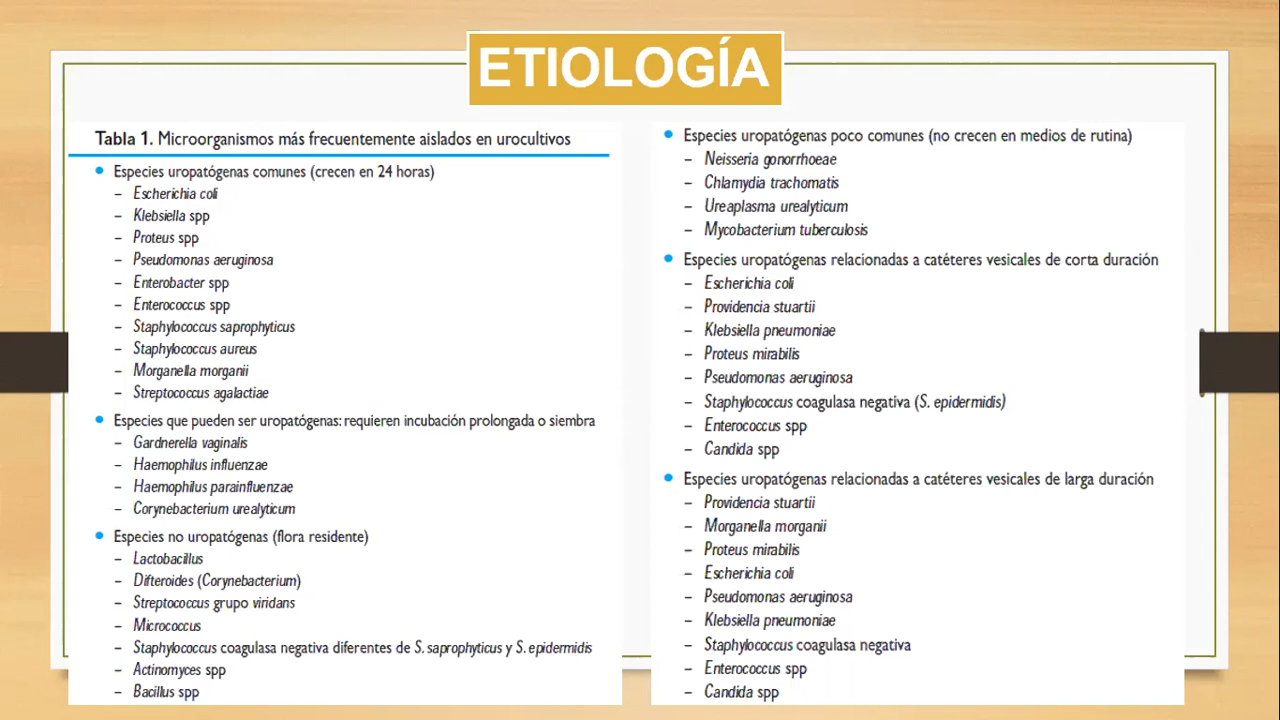 ETIOLOGÍA
Tabla 1. Microorganismos más frecuentemente aislados en urocultivos
• Especies uropatógenas comunes (crecen en 24 horas)
– Escherichia coli
– Klebsiella spp
– Proteus spp
– Pseudomonas aeruginosa
– Enterobacter spp
– Enterococcus spp
– Staphylococcus saprophyticus
– Staphylococcus aureus
– Morganella morganii
– Streptococcus agalactiae
• Especies que pueden ser uropatógenas: requieren incubación prolongada o siembra
– Gardnerella vaginalis
– Haemophilus influenzae
– Haemophilus parainfluenzae
– Corynebacterium urealyticum
• Especies no uropatógenas (flora residente)
– Lactobacillus
– Difteroides (Corynebacterium)
– Streptococcus grupo viridans
– Micrococcus
– Staphylococcus coagulasa negativa diferentes de S. saprophyticus y S. epidermidis
– Actinomyces spp
– Bacillus spp
• Especies uropatógenas poco comunes (no crecen en medios de rutina)
– Neisseria gonorrhoeae
– Chlamydia trachomatis
– Ureaplasma urealyticum
– Mycobacterium tuberculosis
• Especies uropatógenas relacionadas a catéteres vesicales de corta duración
– Escherichia coli
– Providencia stuartii
– Klebsiella pneumoniae
– Proteus mirabilis
– Pseudomonas aeruginosa
– Staphylococcus coagulasa negativa (S. epidermidis)
– Enterococcus spp
– Candida spp
• Especies uropatógenas relacionadas a catéteres vesicales de larga duración
– Providencia stuartii
– Morganella morganii
– Proteus mirabilis
– Escherichia coli
– Pseudomonas aeruginosa
– Klebsiella pneumoniae
– Staphylococcus coagulasa negativa
– Enterococcus spp
– Candida spp